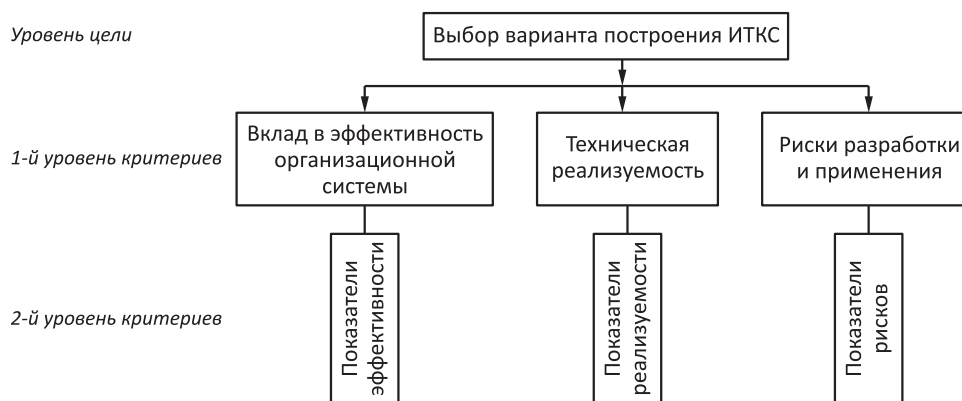 Уровень цели
Выбор варианта построения ИТКС
1-й уровень критериев
Вклад в эффективность
организационной
системы
Техническая
реализуемость
Риски разработки
и применения
2-й уровень критериев
Показатели
эффективности
Показатели
реализуемости
Показатели
рисков